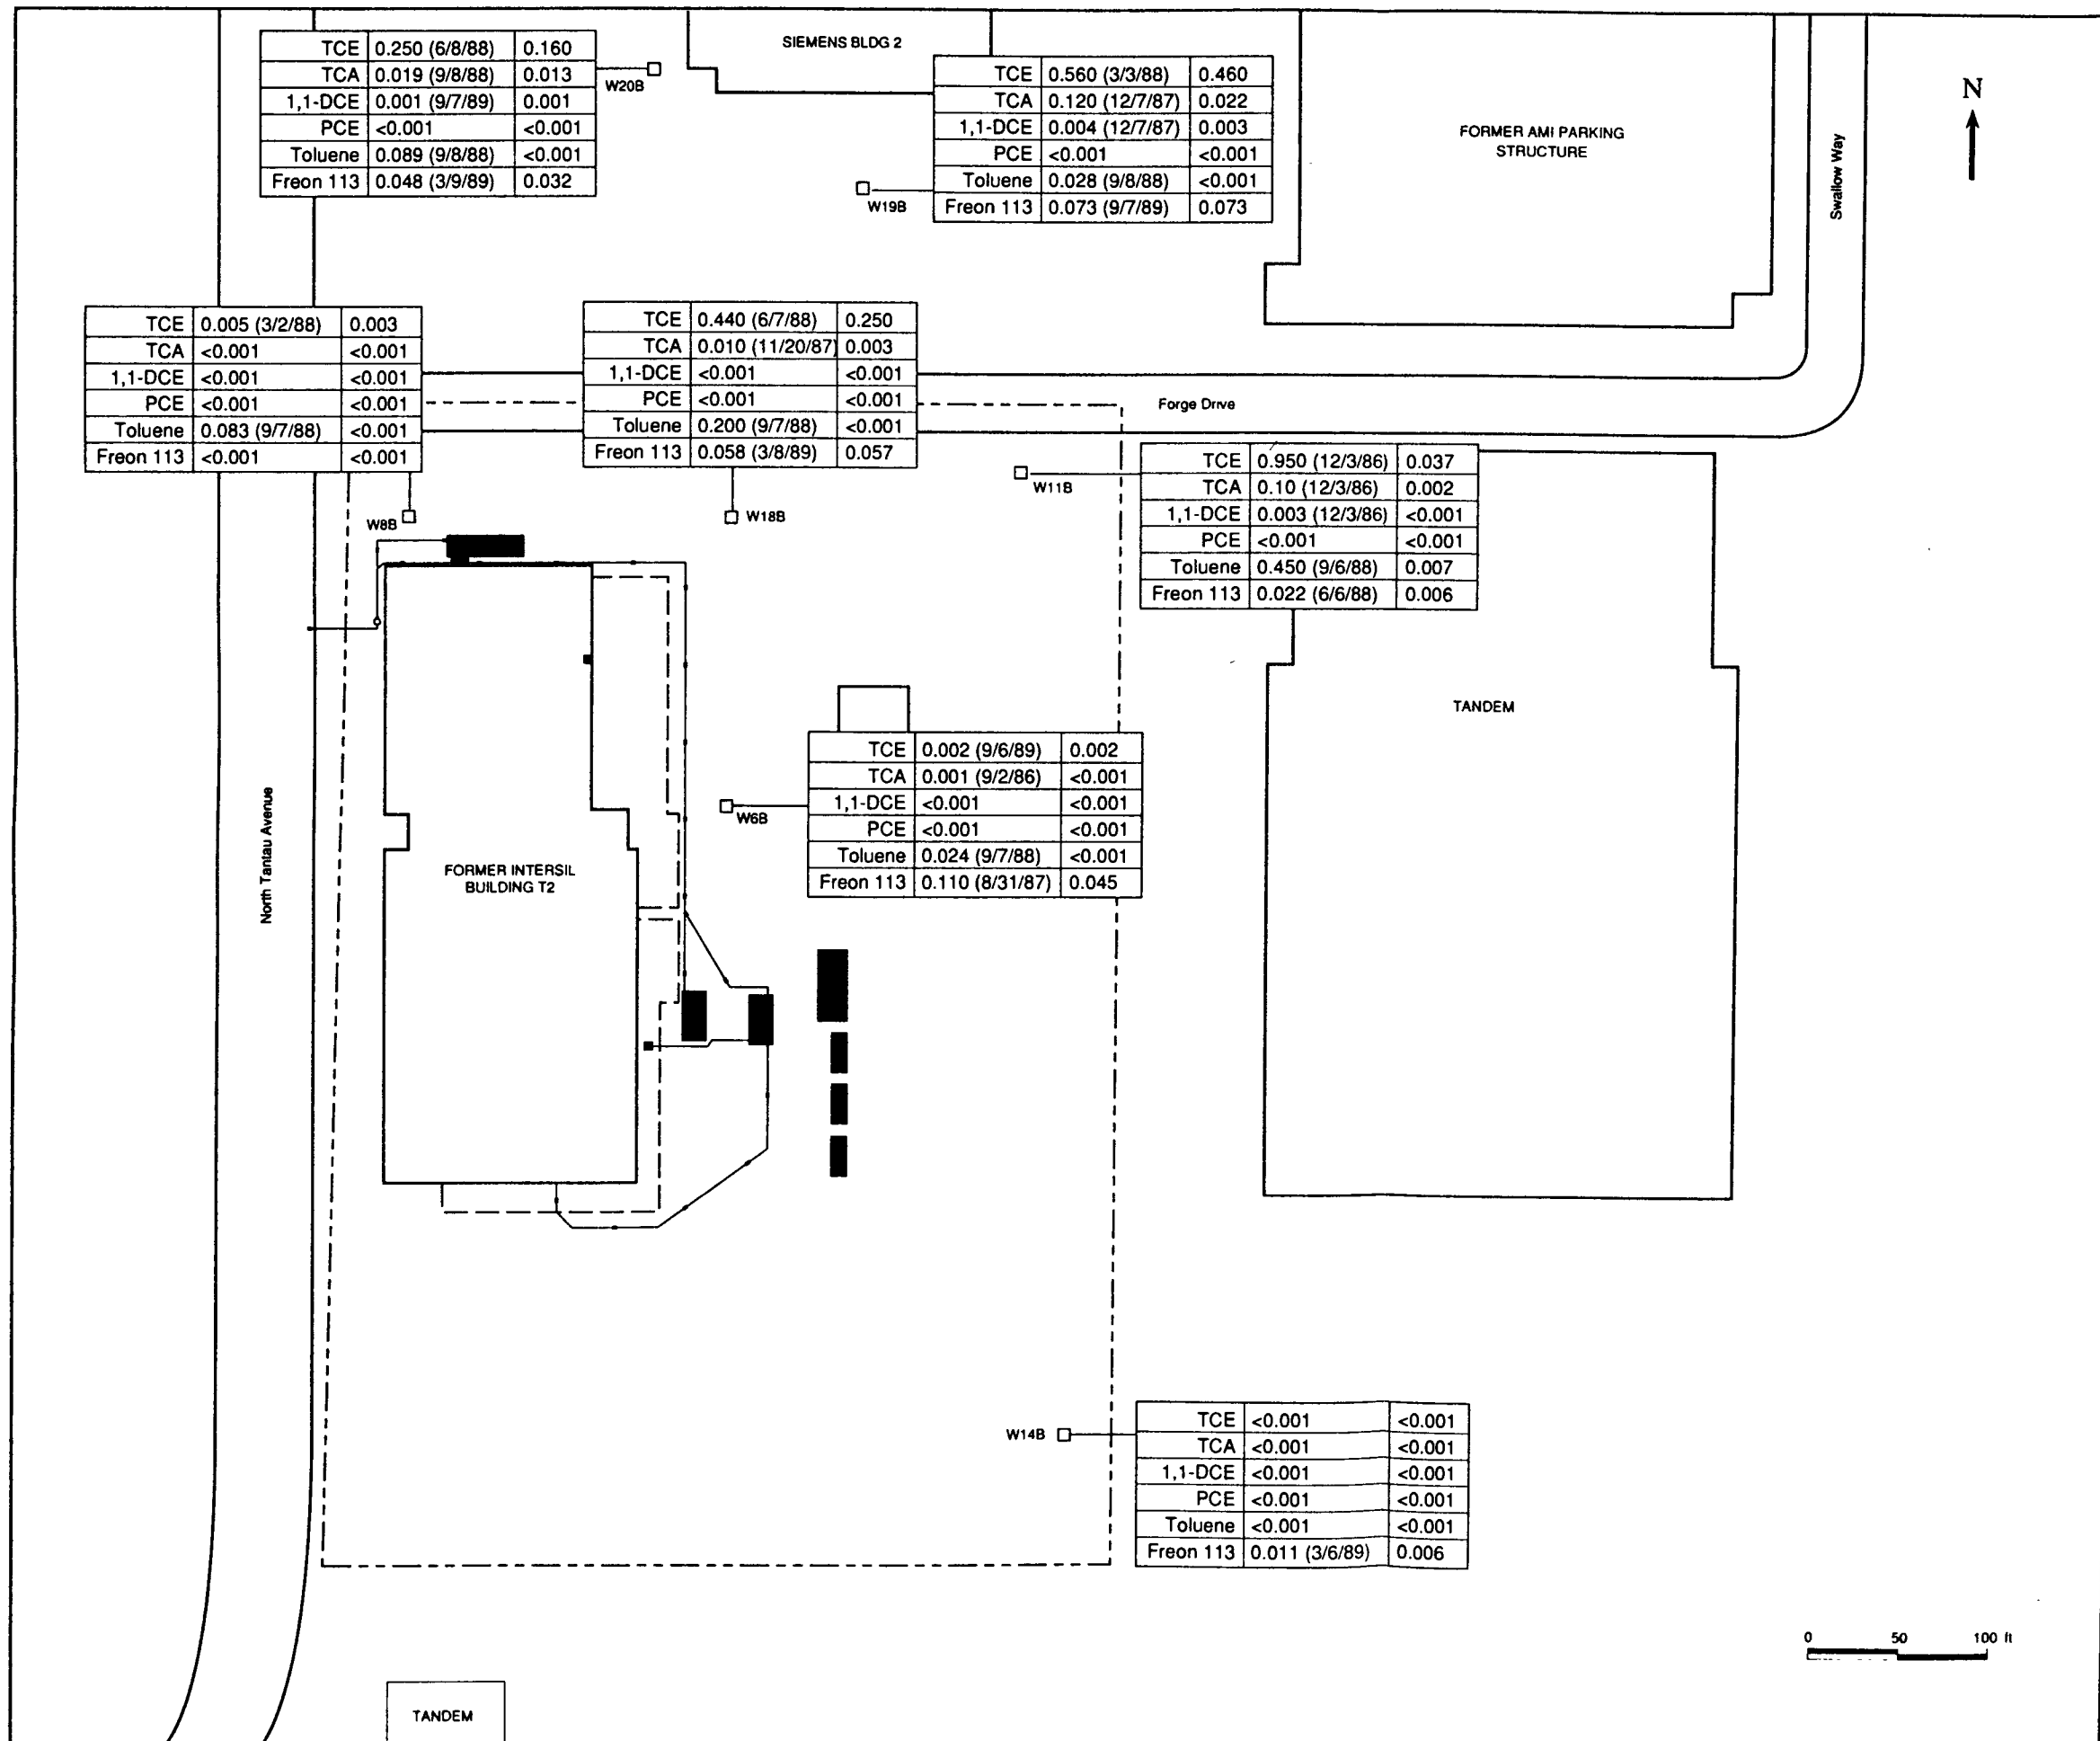 SIEMENS BLDG 2
TCE 0.250 (6/8/88) 0.160
TCA 0.019 (9/8/88) 0.013
1,1-DCE 0.001 (9/7/89) 0.001
PCE <0.001 <0.001
Toluene 0.089 (9/8/88) <0.001
Freon 113 0.048 (3/9/89) 0.032
W20B
TCE 0.560 (3/3/88) 0.460
TCA 0.120 (12/7/87) 0.022
1,1-DCE 0.004 (12/7/87) 0.003
PCE <0.001 <0.001
Toluene 0.028 (9/8/88) <0.001
Freon 113 0.073 (9/7/89) 0.073
W19B
FORMER AMI PARKING
STRUCTURE
Swallow Way
N
TCE 0.005 (3/2/88) 0.003
TCA <0.001 <0.001
1,1-DCE <0.001 <0.001
PCE <0.001 <0.001
Toluene 0.083 (9/7/88) <0.001
Freon 113 <0.001 <0.001
W8B
TCE 0.440 (6/7/88) 0.250
TCA 0.010 (11/20/87) 0.003
1,1-DCE <0.001 <0.001
PCE <0.001 <0.001
Toluene 0.200 (9/7/88) <0.001
Freon 113 0.058 (3/8/89) 0.057
W18B
Forge Drive
W11B
TCE 0.950 (12/3/86) 0.037
TCA 0.10 (12/3/86) 0.002
1,1-DCE 0.003 (12/3/86) <0.001
PCE <0.001 <0.001
Toluene 0.450 (9/6/88) 0.007
Freon 113 0.022 (6/6/88) 0.006
TANDEM
W6B
TCE 0.002 (9/6/89) 0.002
TCA 0.001 (9/2/86) <0.001
1,1-DCE <0.001 <0.001
PCE <0.001 <0.001
Toluene 0.024 (9/7/88) <0.001
Freon 113 0.110 (8/31/87) 0.045
North Tantau Avenue
FORMER INTERSIL
BUILDING T2
W14B
TCE <0.001 <0.001
TCA <0.001 <0.001
1,1-DCE <0.001 <0.001
PCE <0.001 <0.001
Toluene <0.001 <0.001
Freon 113 0.011 (3/6/89) 0.006
0 50 100 ft
TANDEM